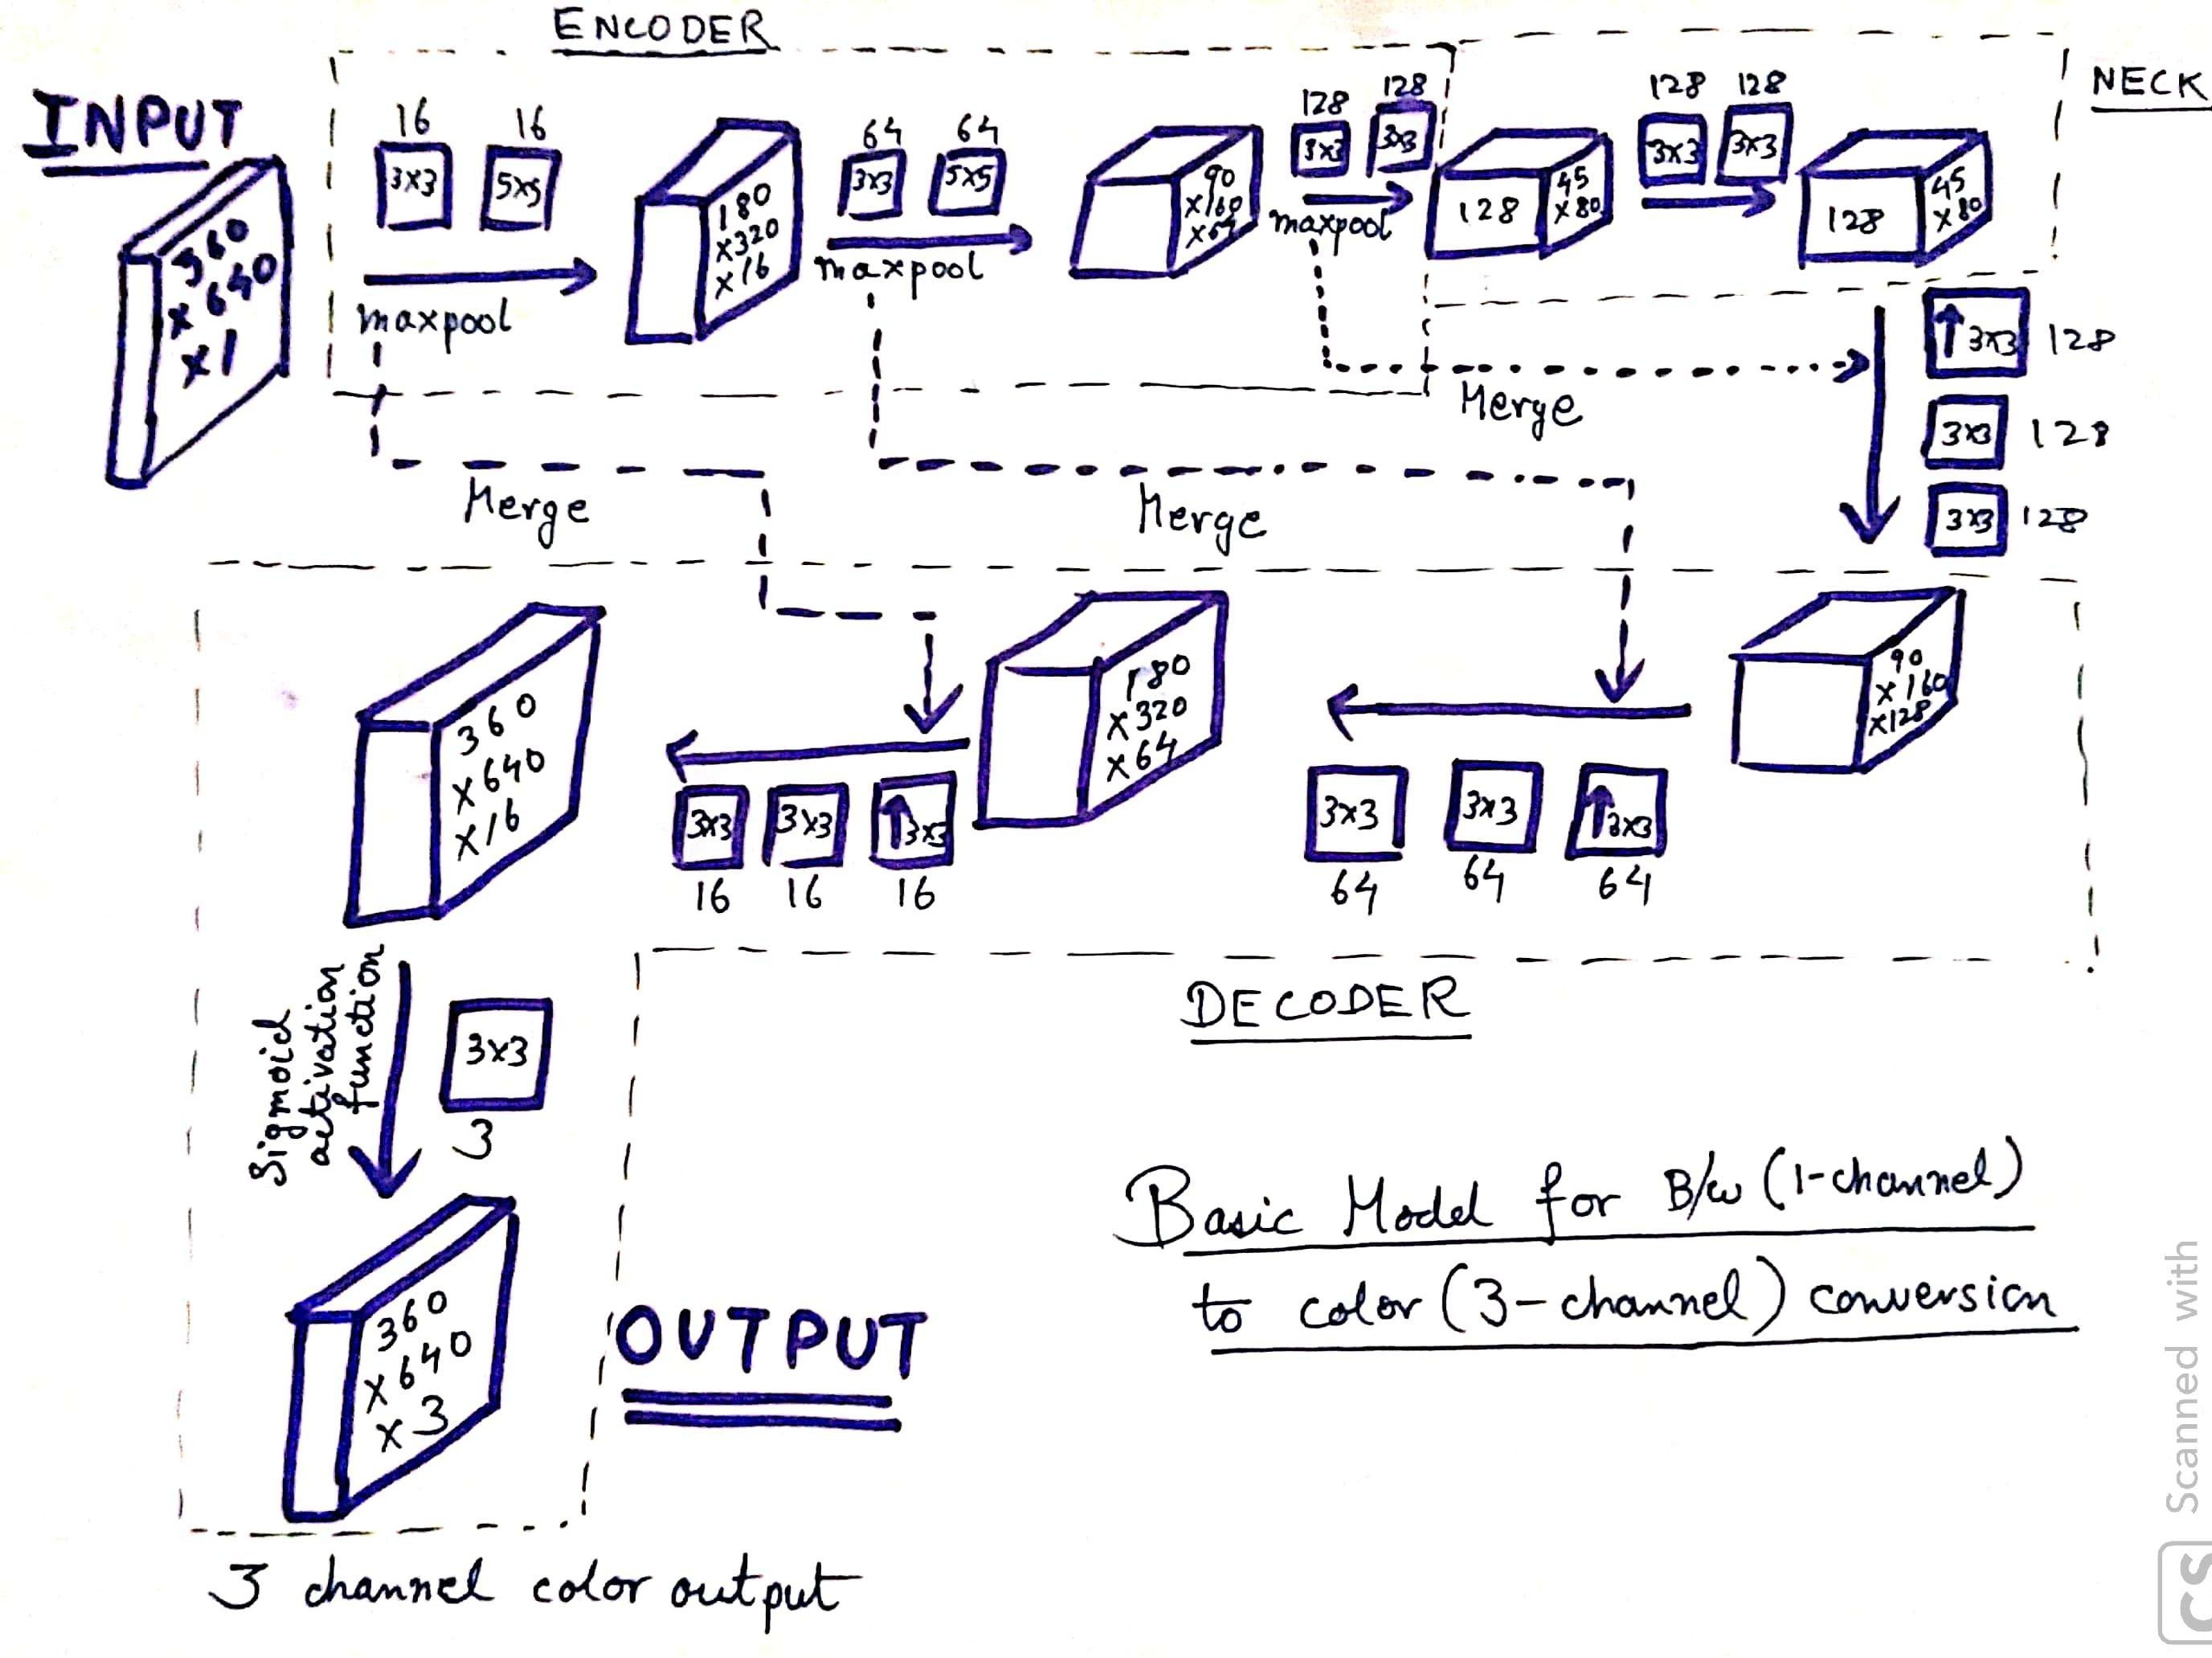 ENCODER
NECK
INPUT
360
x 640
x 1
16
3x3
16
5x5
maxpool
180
x320
x16
64
3x3
64
5x5
maxpool
90
x160
x64
128
3x3
128
3x3
maxpool
128
45
x80
128
3x3
128
3x3
128
45
x80
↑3x3 128
3x3 128
3x3 128
Merge
Merge
Merge
90
x160
x128
↑3x3
64
3x3
64
3x3
64
180
x320
x64
↑3x3
16
3x3
16
3x3
16
360
x640
x16
DECODER
Sigmoid
activation
function
3x3
3
360
x640
x3
OUTPUT
3 channel color output
Basic Model for B/w (1-channel)
to color (3-channel) conversion
Scanned with
CS